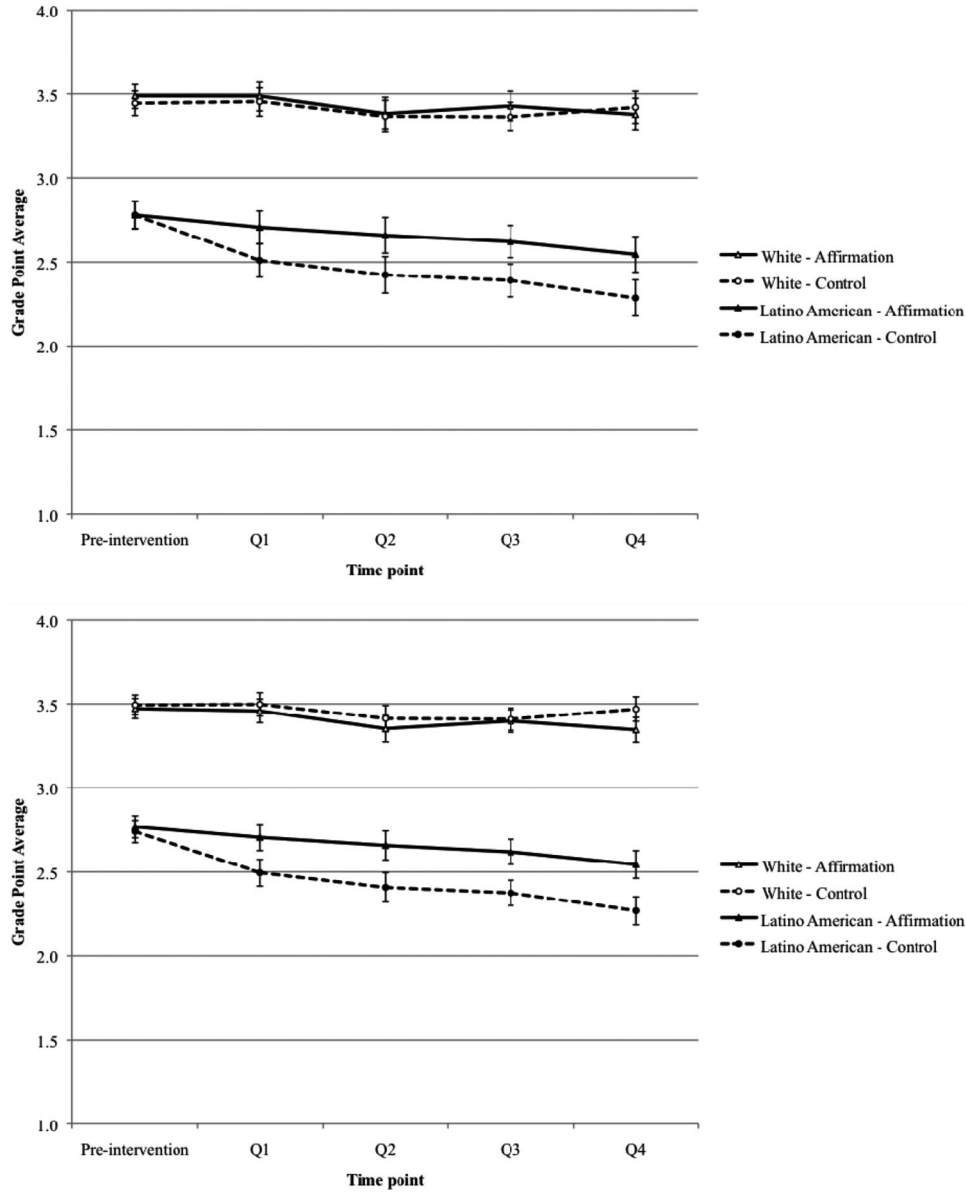 4.0
3.5
3.0
2.5
2.0
1.5
1.0
Grade Point Average
Pre-intervention Q1 Q2 Q3 Q4
Time point
White - Affirmation
White - Control
Latino American - Affirmation
Latino American - Control
4.0
3.5
3.0
2.5
2.0
1.5
1.0
Grade Point Average
Pre-intervention Q1 Q2 Q3 Q4
Time point
White - Affirmation
White - Control
Latino American - Affirmation
Latino American - Control